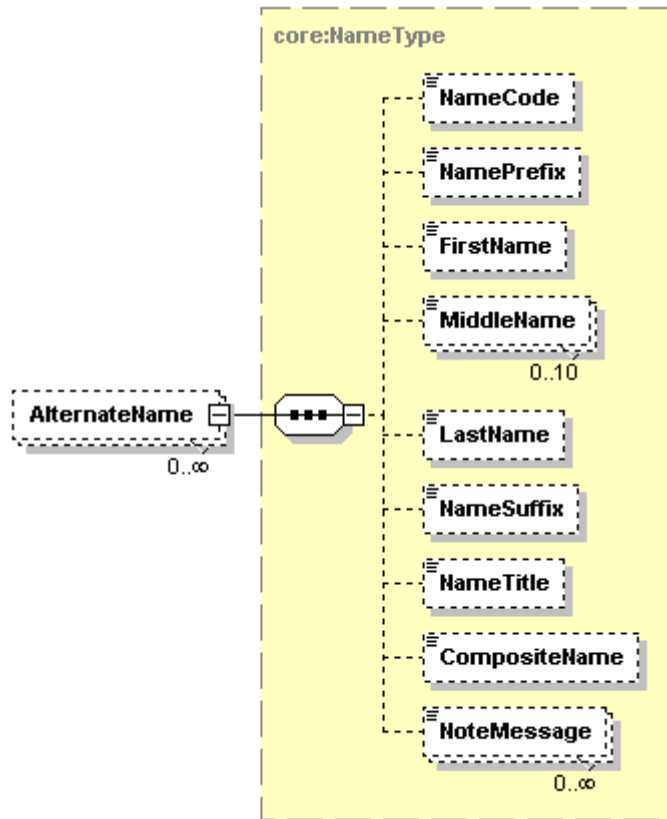 core:NameType
NameCode
NamePrefix
FirstName
MiddleName
0..10
AlternateName
0..∞
LastName
NameSuffix
NameTitle
CompositeName
NoteMessage
0..∞